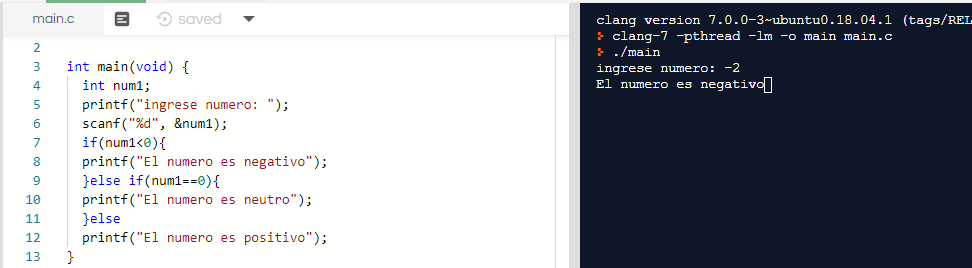 main.c saved
2
3 int main(void) {
4 int num1;
5 printf("ingrese numero: ");
6 scanf("%d", &num1);
7 if(num1<0){
8 printf("El numero es negativo");
9 }else if(num1==0){
10 printf("El numero es neutro");
11 }else
12 printf("El numero es positivo");
13 }
clang version 7.0.0-3~ubuntu0.18.04.1 (tags/REL
> clang-7 -pthread -lm -o main main.c
> ./main
ingrese numero: -2
El numero es negativo